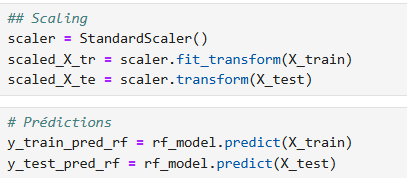 ## Scaling
scaler = StandardScaler()
scaled_X_tr = scaler.fit_transform(X_train)
scaled_X_te = scaler.transform(X_test)
# Prédictions
y_train_pred_rf = rf_model.predict(X_train)
y_test_pred_rf = rf_model.predict(X_test)